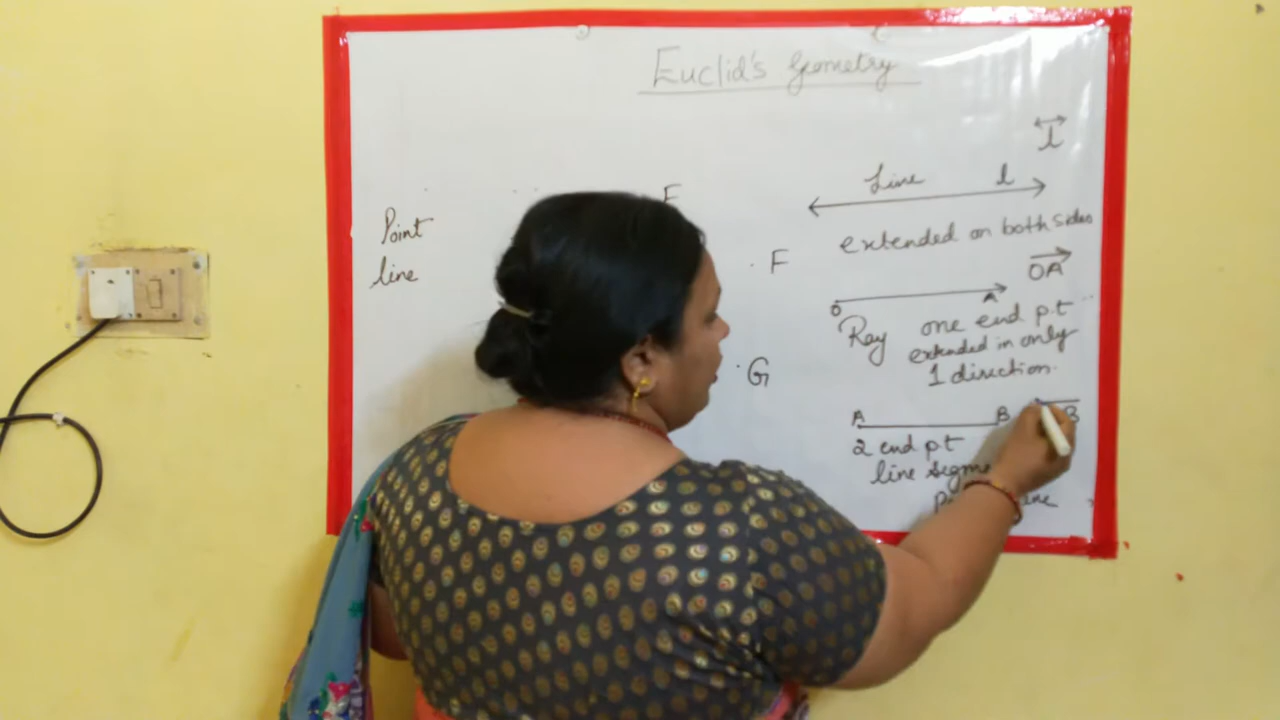 Euclid's Geometry
l
Line l
extended on both sides
Point
line
E
F
G
OA
O A
Ray one end p.t
extended in only
1 direction.
A B B
2 end pt
line